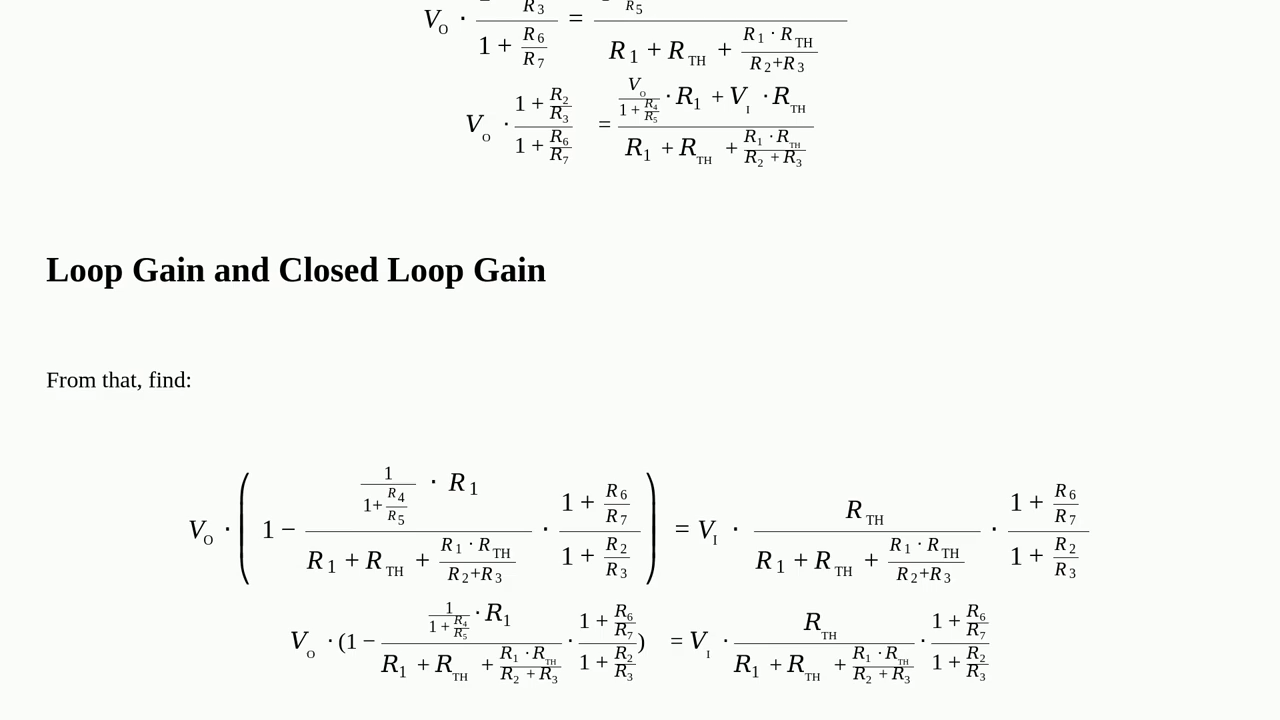 V_O · (1 + R_2/R_3)/(1 + R_6/R_7) = (V_O/(1 + R_4/R_5) · R_1 + V_I · R_TH)/(R_1 + R_TH + (R_1 · R_TH)/(R_2 + R_3))
Loop Gain and Closed Loop Gain
From that, find:
V_O · (1 − (1/(1+R_4/R_5) · R_1)/(R_1 + R_TH + (R_1 · R_TH)/(R_2+R_3)) · (1 + R_6/R_7)/(1 + R_2/R_3)) = V_I · R_TH/(R_1 + R_TH + (R_1 · R_TH)/(R_2+R_3)) · (1 + R_6/R_7)/(1 + R_2/R_3)
V_O · (1 − (1/(1 + R_4/R_5) · R_1)/(R_1 + R_TH + (R_1 · R_TH)/(R_2 + R_3)) · (1 + R_6/R_7)/(1 + R_2/R_3)) = V_I · R_TH/(R_1 + R_TH + (R_1 · R_TH)/(R_2 + R_3)) · (1 + R_6/R_7)/(1 + R_2/R_3)